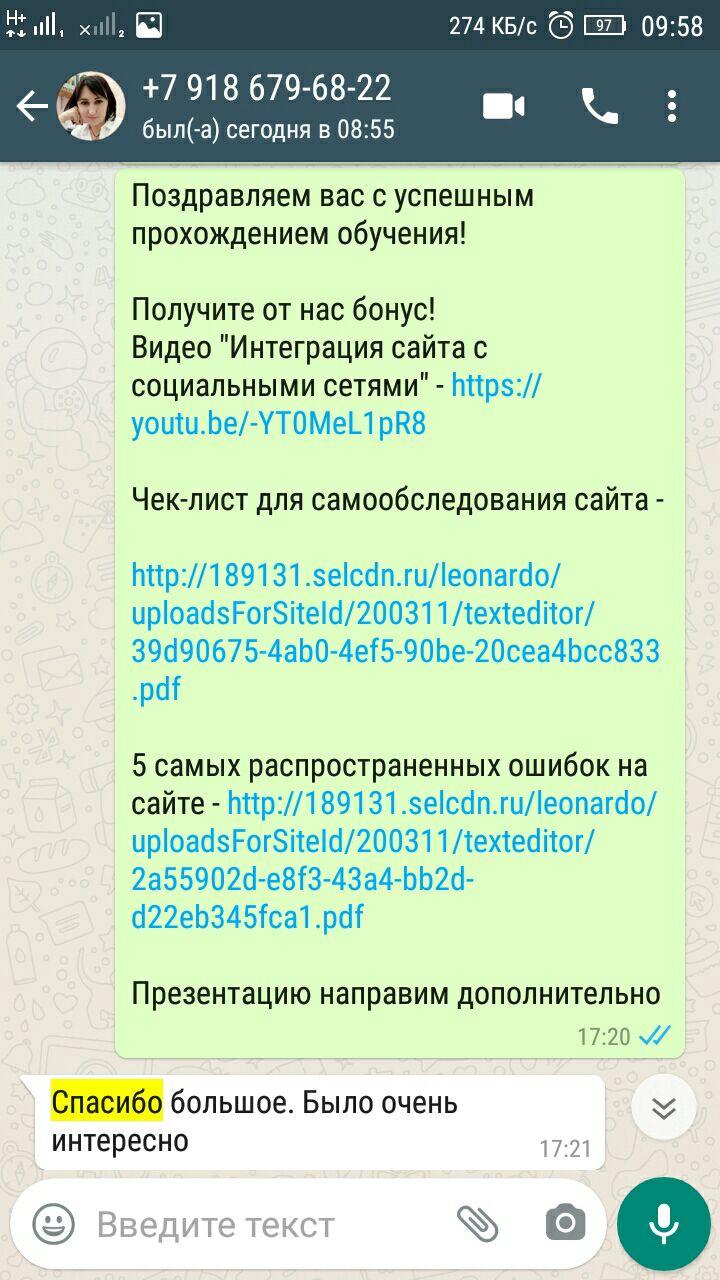 H+ 1 x 2 274 КБ/с 97 09:58
+7 918 679-68-22
был(-а) сегодня в 08:55
Поздравляем вас с успешным
прохождением обучения!
Получите от нас бонус!
Видео "Интеграция сайта с
социальными сетями" - https://
youtu.be/-YT0MeL1pR8
Чек-лист для самообследования сайта -
http://189131.selcdn.ru/leonardo/
uploadsForSiteId/200311/texteditor/
39d90675-4ab0-4ef5-90be-20cea4bcc833
.pdf
5 самых распространенных ошибок на
сайте - http://189131.selcdn.ru/leonardo/
uploadsForSiteId/200311/texteditor/
2a55902d-e8f3-43a4-bb2d-
d22eb345fca1.pdf
Презентацию направим дополнительно
17:20
Спасибо большое. Было очень
интересно
17:21
Введите текст